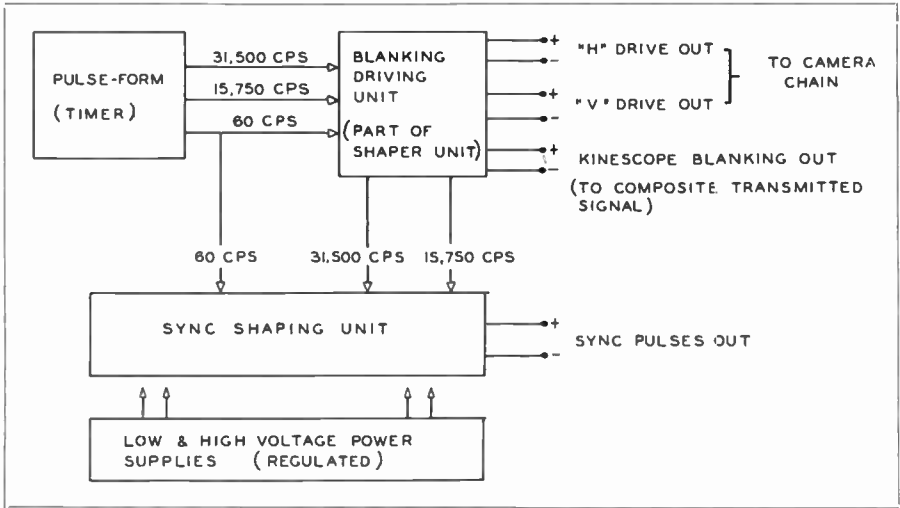 PULSE-FORM
(TIMER)
31,500 CPS
15,750 CPS
60 CPS
BLANKING
DRIVING
UNIT
(PART OF
SHAPER UNIT)
+
-
"H" DRIVE OUT
+
-
"V" DRIVE OUT
TO CAMERA
CHAIN
+
-
KINESCOPE BLANKING OUT
(TO COMPOSITE TRANSMITTED
SIGNAL)
60 CPS
31,500 CPS
15,750 CPS
SYNC SHAPING UNIT
+
-
SYNC PULSES OUT
LOW & HIGH VOLTAGE POWER
SUPPLIES (REGULATED)